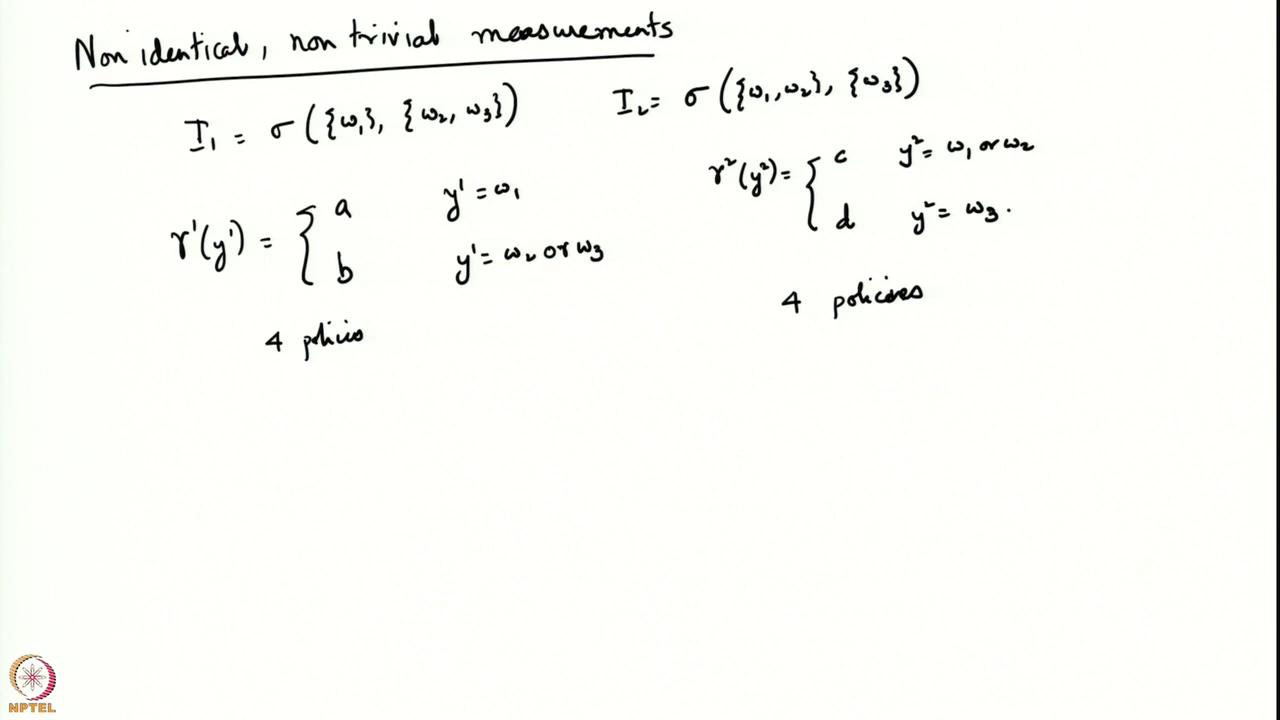 Non identical, non trivial measurements
I₁ = σ({ω₁}, {ω₂, ω₃})
I₂ = σ({ω₁, ω₂}, {ω₃})
γ¹(y¹) = { a y¹ = ω₁
b y¹ = ω₂ or ω₃
4 policies
γ²(y²) = { c y² = ω₁ or ω₂
d y² = ω₃.
4 policies
NPTEL